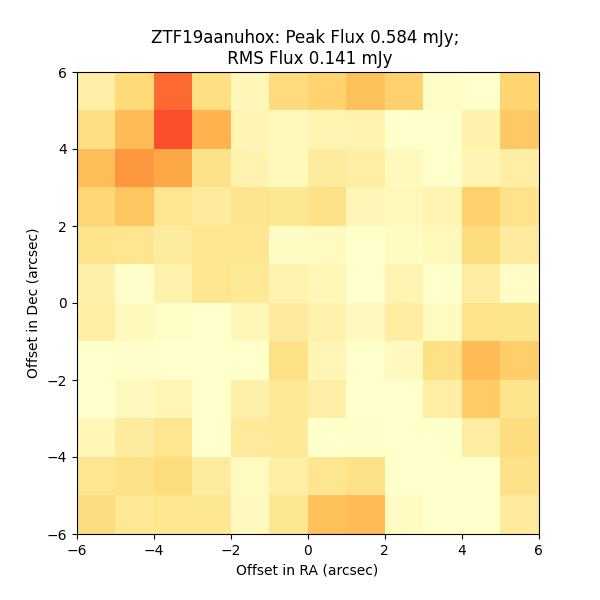 ZTF19aanuhox: Peak Flux 0.584 mJy;
RMS Flux 0.141 mJy
6
4
2
0
−2
−4
−6
Offset in Dec (arcsec)
−6 −4 −2 0 2 4 6
Offset in RA (arcsec)